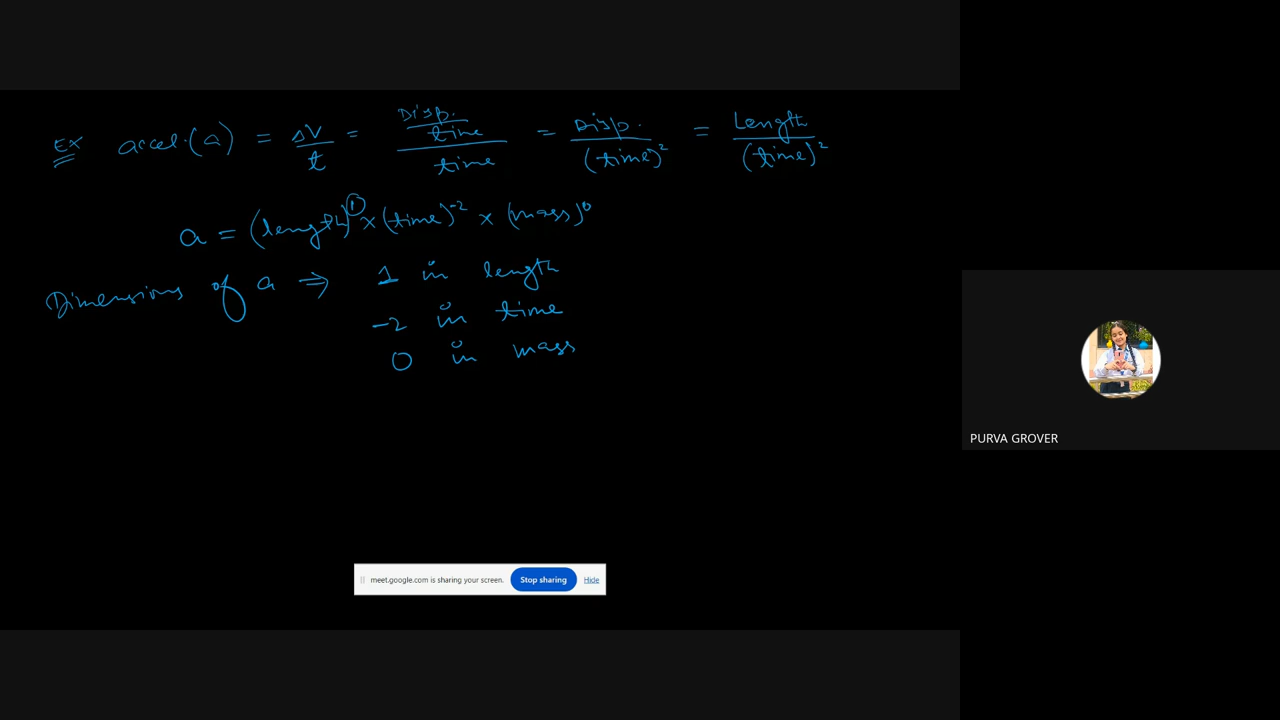 Ex accel.(a) = ΔV/t = (Disp./time)/time = Disp./(time)² = Length/(time)²
a = (length)¹ × (time)⁻² × (mass)⁰
Dimensions of a ⇒ 1 in length
-2 in time
0 in mass
PURVA GROVER
meet.google.com is sharing your screen. Stop sharing Hide